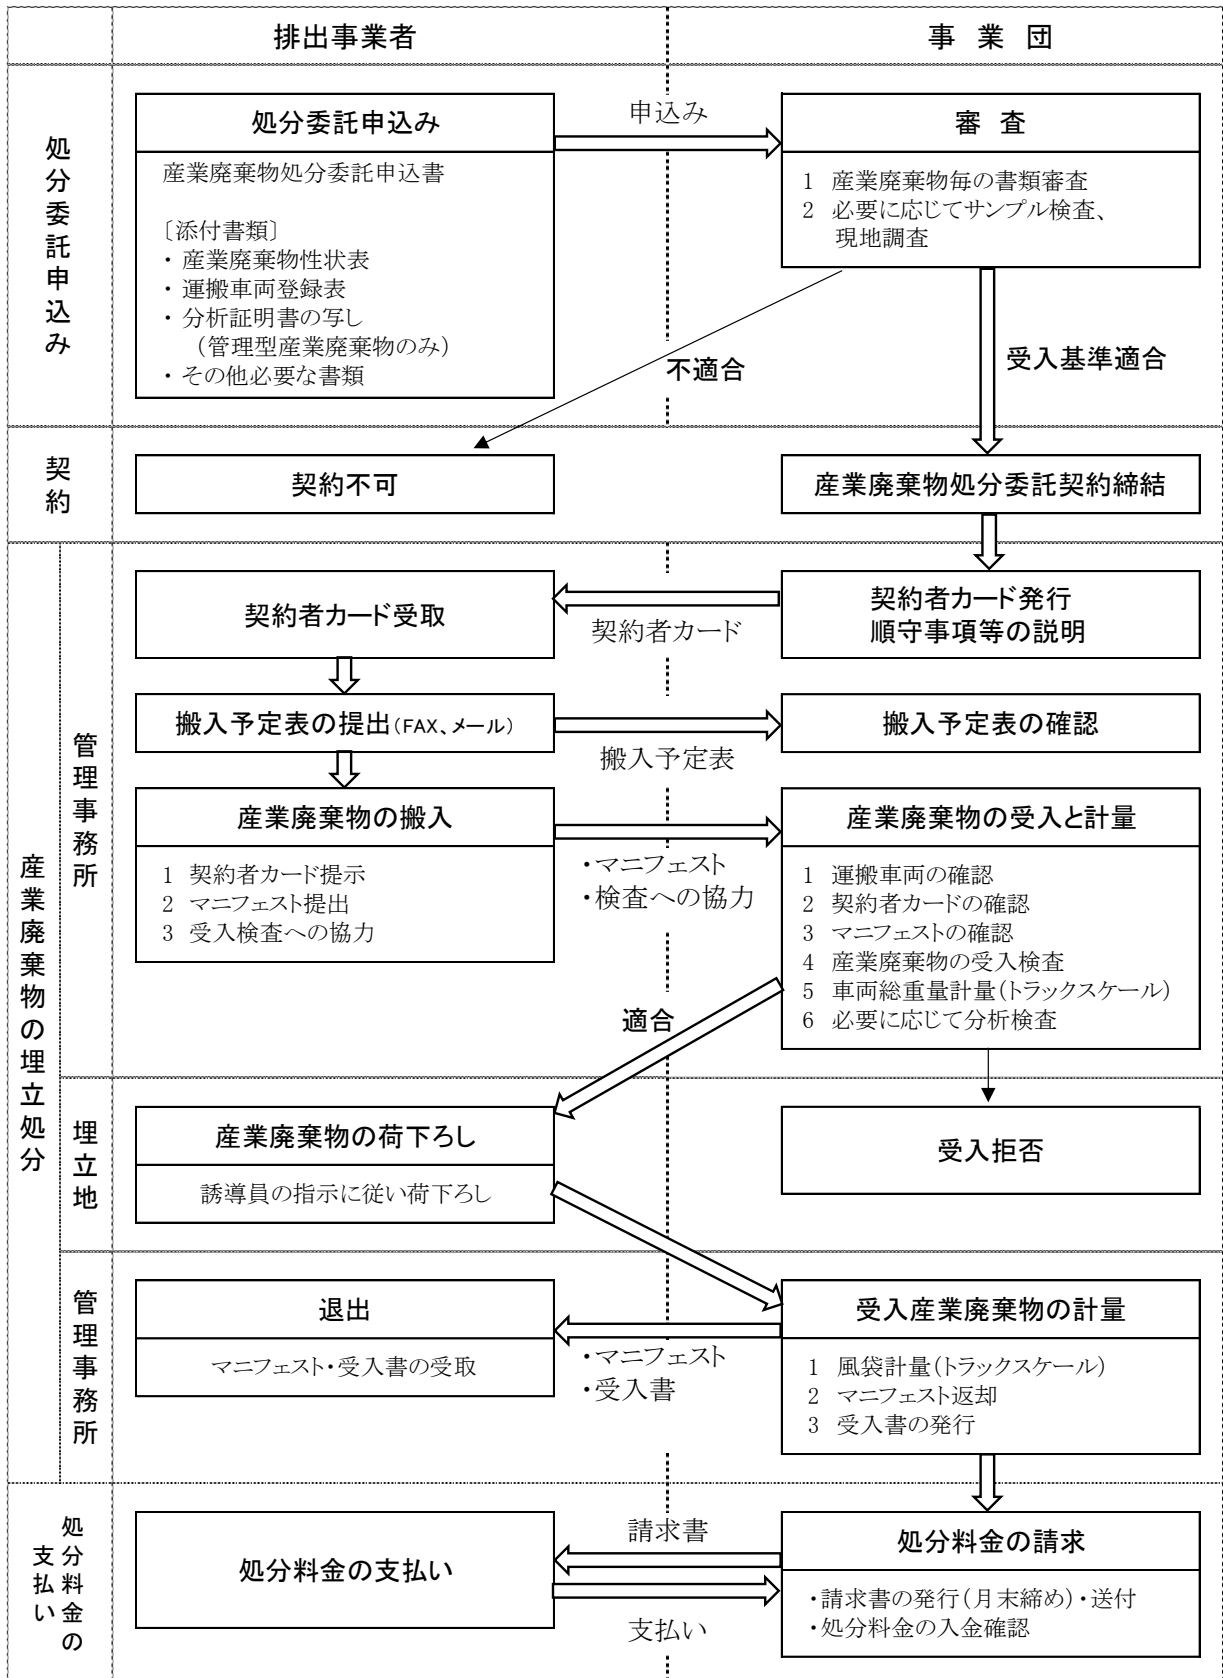 排出事業者
事 業 団
処分委託申込み
処分委託申込み
産業廃棄物処分委託申込書
〔添付書類〕
・産業廃棄物性状表
・運搬車両登録表
・分析証明書の写し
(管理型産業廃棄物のみ)
・その他必要な書類
申込み
審 査
1 産業廃棄物毎の書類審査
2 必要に応じてサンプル検査、
現地調査
不適合
受入基準適合
契約
契約不可
産業廃棄物処分委託契約締結
産業廃棄物の埋立処分
管理事務所
契約者カード受取
契約者カード
契約者カード発行
順守事項等の説明
搬入予定表の提出(FAX、メール)
搬入予定表
搬入予定表の確認
産業廃棄物の搬入
1 契約者カード提示
2 マニフェスト提出
3 受入検査への協力
・マニフェスト
・検査への協力
産業廃棄物の受入と計量
1 運搬車両の確認
2 契約者カードの確認
3 マニフェストの確認
4 産業廃棄物の受入検査
5 車両総重量計量(トラックスケール)
6 必要に応じて分析検査
適合
埋立地
産業廃棄物の荷下ろし
誘導員の指示に従い荷下ろし
受入拒否
管理事務所
退出
マニフェスト・受入書の受取
・マニフェスト
・受入書
受入産業廃棄物の計量
1 風袋計量(トラックスケール)
2 マニフェスト返却
3 受入書の発行
処分料金の
支払い
処分料金の支払い
請求書
支払い
処分料金の請求
・請求書の発行(月末締め)・送付
・処分料金の入金確認